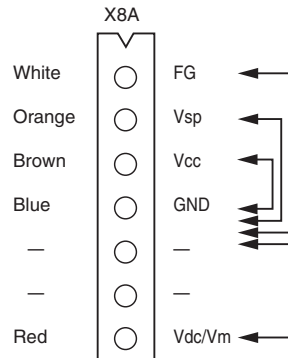 X8A
White FG
Orange Vsp
Brown Vcc
Blue GND
— —
— —
Red Vdc/Vm